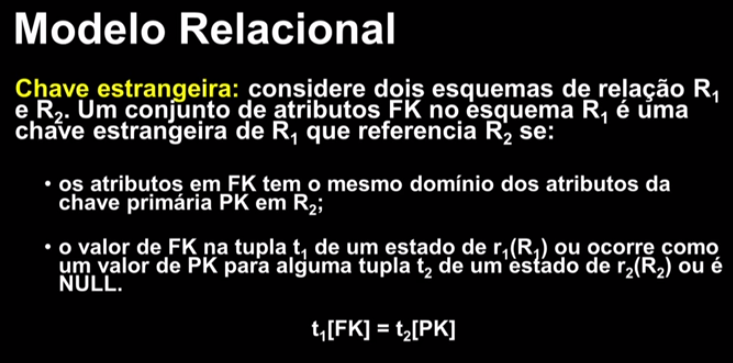 Modelo Relacional
Chave estrangeira: considere dois esquemas de relação R₁
e R₂. Um conjunto de atributos FK no esquema R₁ é uma
chave estrangeira de R₁ que referencia R₂ se:
• os atributos em FK tem o mesmo domínio dos atributos da
chave primária PK em R₂;
• o valor de FK na tupla t₁ de um estado de r₁(R₁) ou ocorre como
um valor de PK para alguma tupla t₂ de um estado de r₂(R₂) ou é
NULL.
t₁[FK] = t₂[PK]